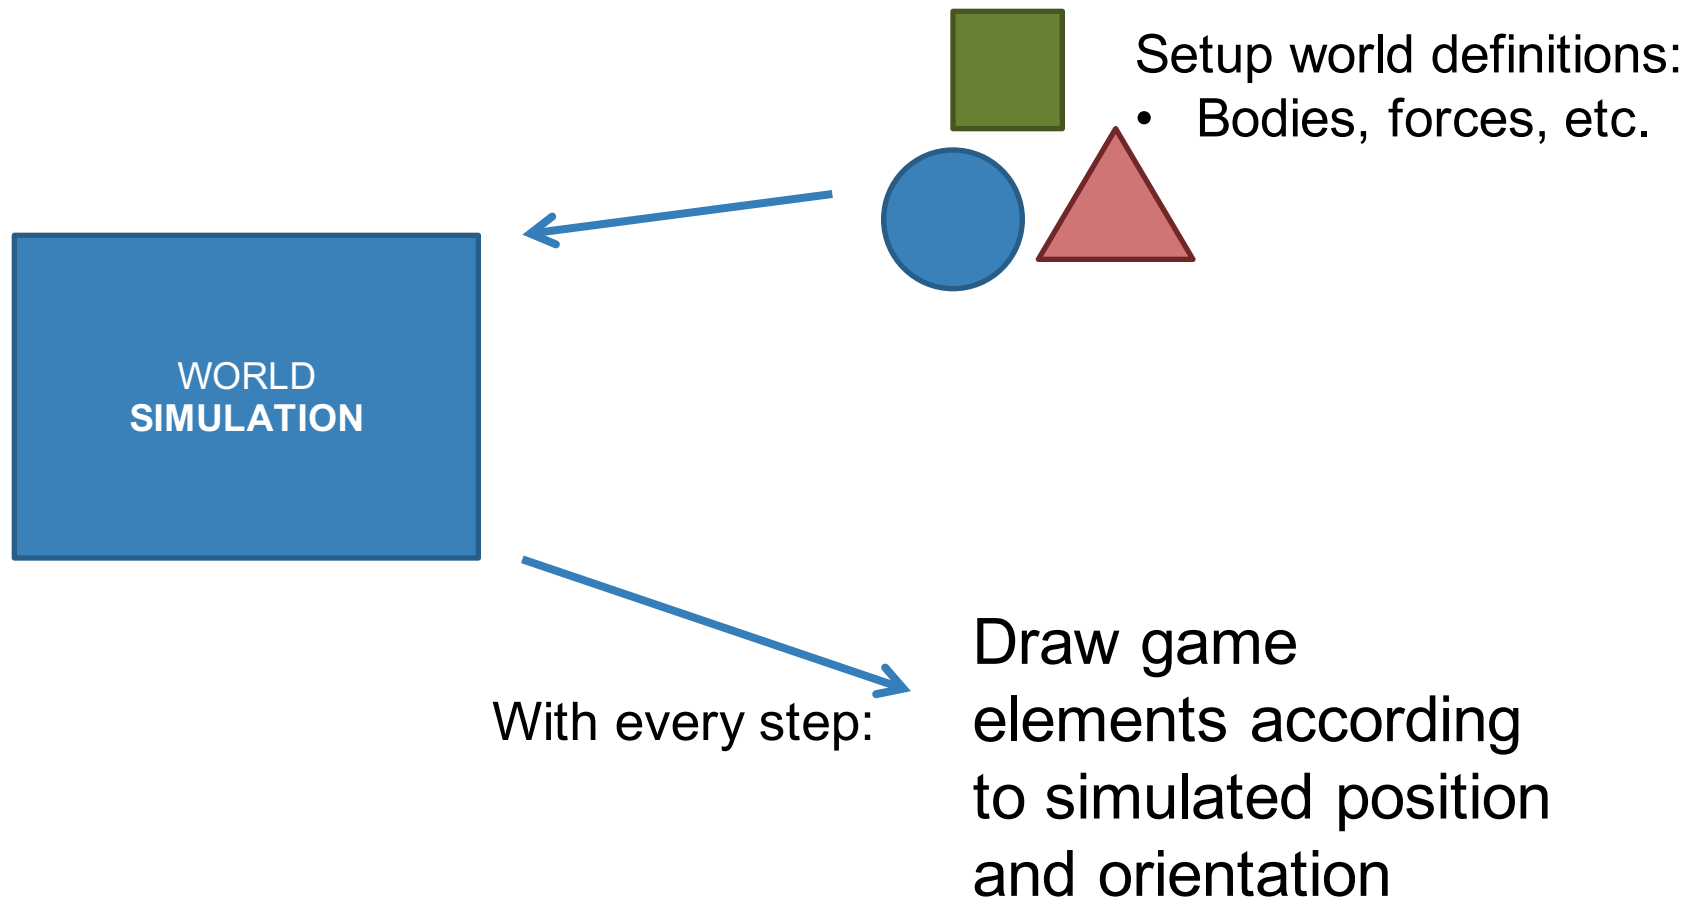 Setup world definitions:
• Bodies, forces, etc.
WORLD
SIMULATION
With every step:
Draw game
elements according
to simulated position
and orientation